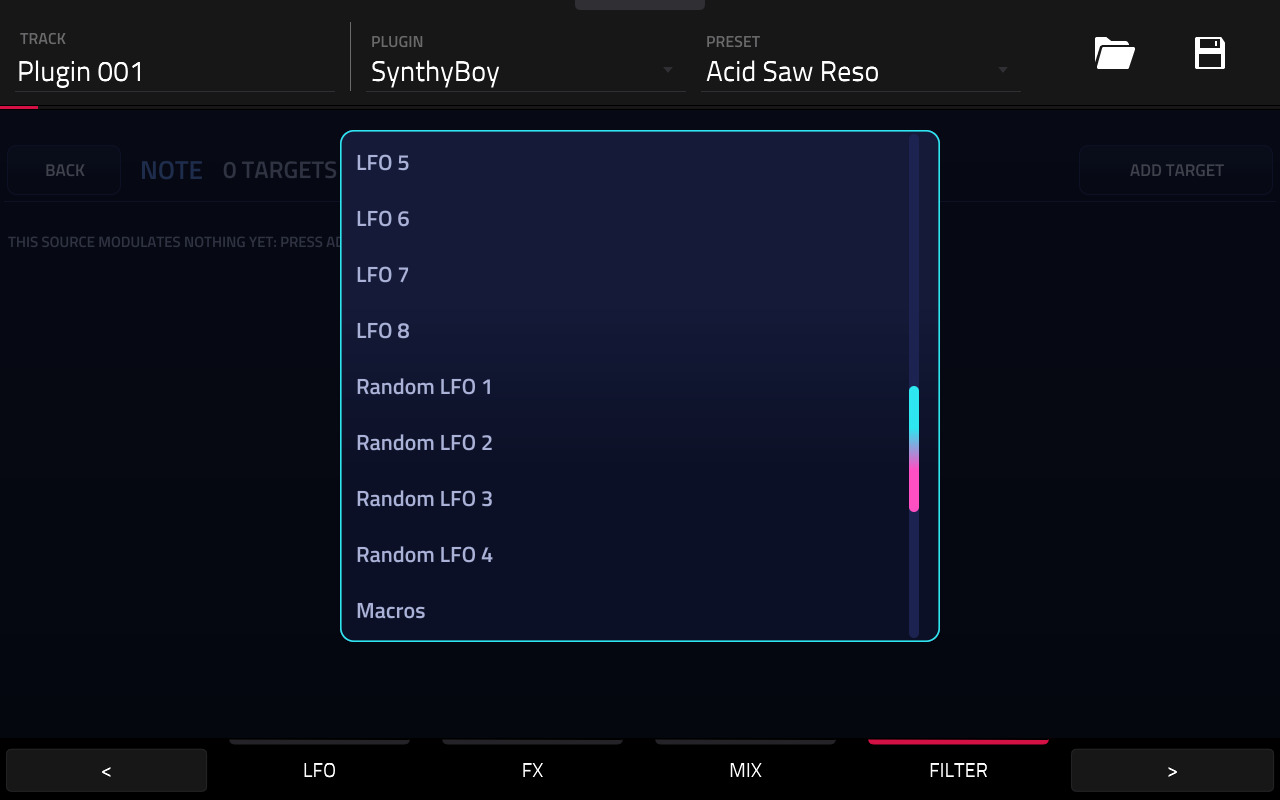 TRACK
Plugin 001
PLUGIN
SynthyBoy
PRESET
Acid Saw Reso
BACK
NOTE
0 TARGETS
ADD TARGET
THIS SOURCE MODULATES NOTHING YET: PRESS AD
LFO 5
LFO 6
LFO 7
LFO 8
Random LFO 1
Random LFO 2
Random LFO 3
Random LFO 4
Macros
<
LFO
FX
MIX
FILTER
>